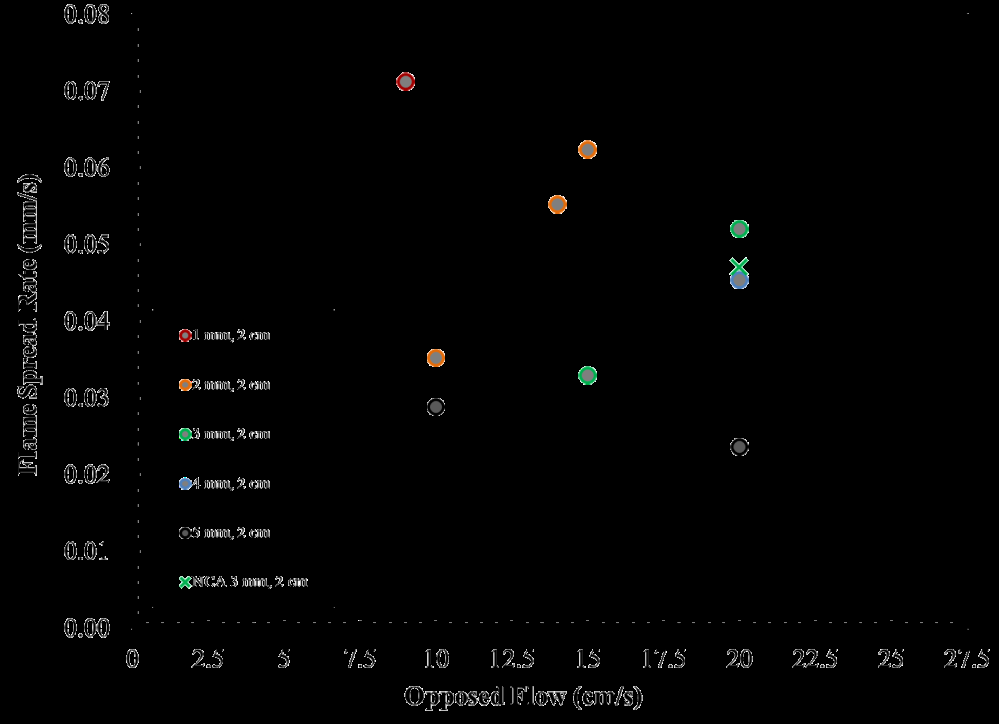 0.08
0.07
0.06
0.05
0.04
0.03
0.02
0.01
0.00
Flame Spread Rate (mm/s)
1 mm, 2 cm
2 mm, 2 cm
3 mm, 2 cm
4 mm, 2 cm
5 mm, 2 cm
NCA 3 mm, 2 cm
0 2.5 5 7.5 10 12.5 15 17.5 20 22.5 25 27.5
Opposed Flow (cm/s)